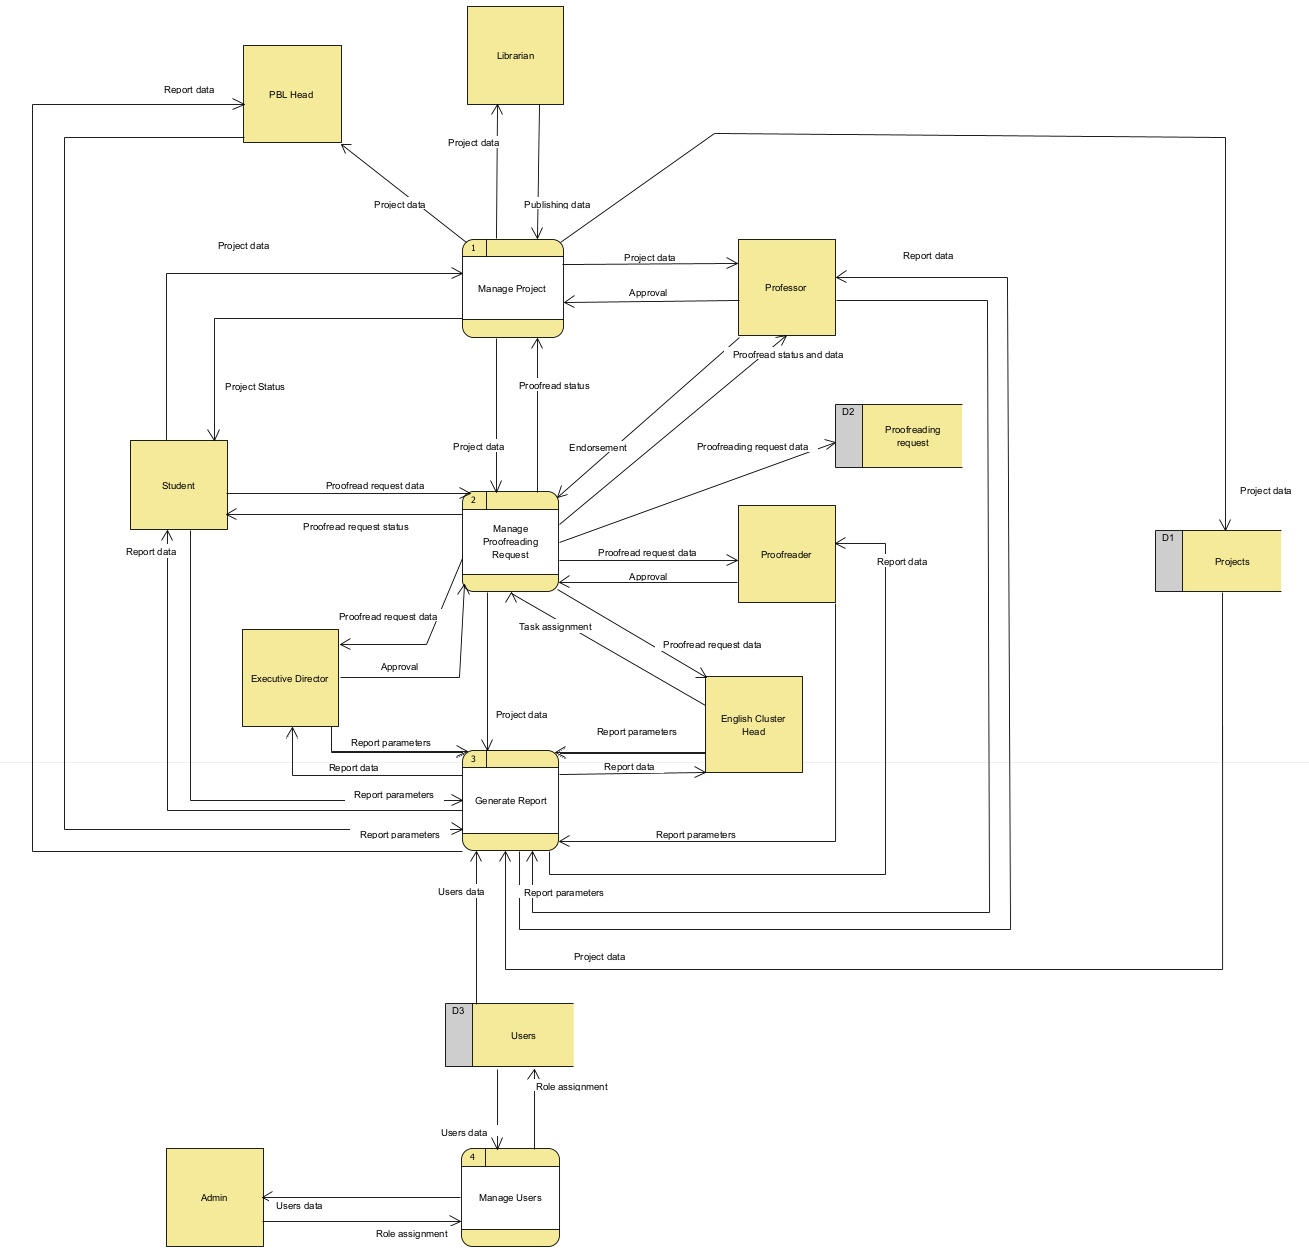 Librarian
Report data
PBL Head
Project data
Project data
Publishing data
1
Manage Project
Project data
Project data
Approval
Professor
Report data
Project Status
Proofread status and data
Proofread status
D2
Proofreading
request
Project data
Endorsement
Proofreading request data
Student
Proofread request data
Proofread request status
2
Manage
Proofreading
Request
Project data
D1
Projects
Report data
Proofread request data
Approval
Proofreader
Report data
Proofread request data
Task assignment
Proofread request data
Approval
Executive Director
English Cluster
Head
Project data
Report parameters
Report parameters
Report data
Report data
3
Generate Report
Report parameters
Report parameters
Report parameters
Users data
Report parameters
Project data
D3
Users
Role assignment
Users data
4
Manage Users
Admin
Users data
Role assignment